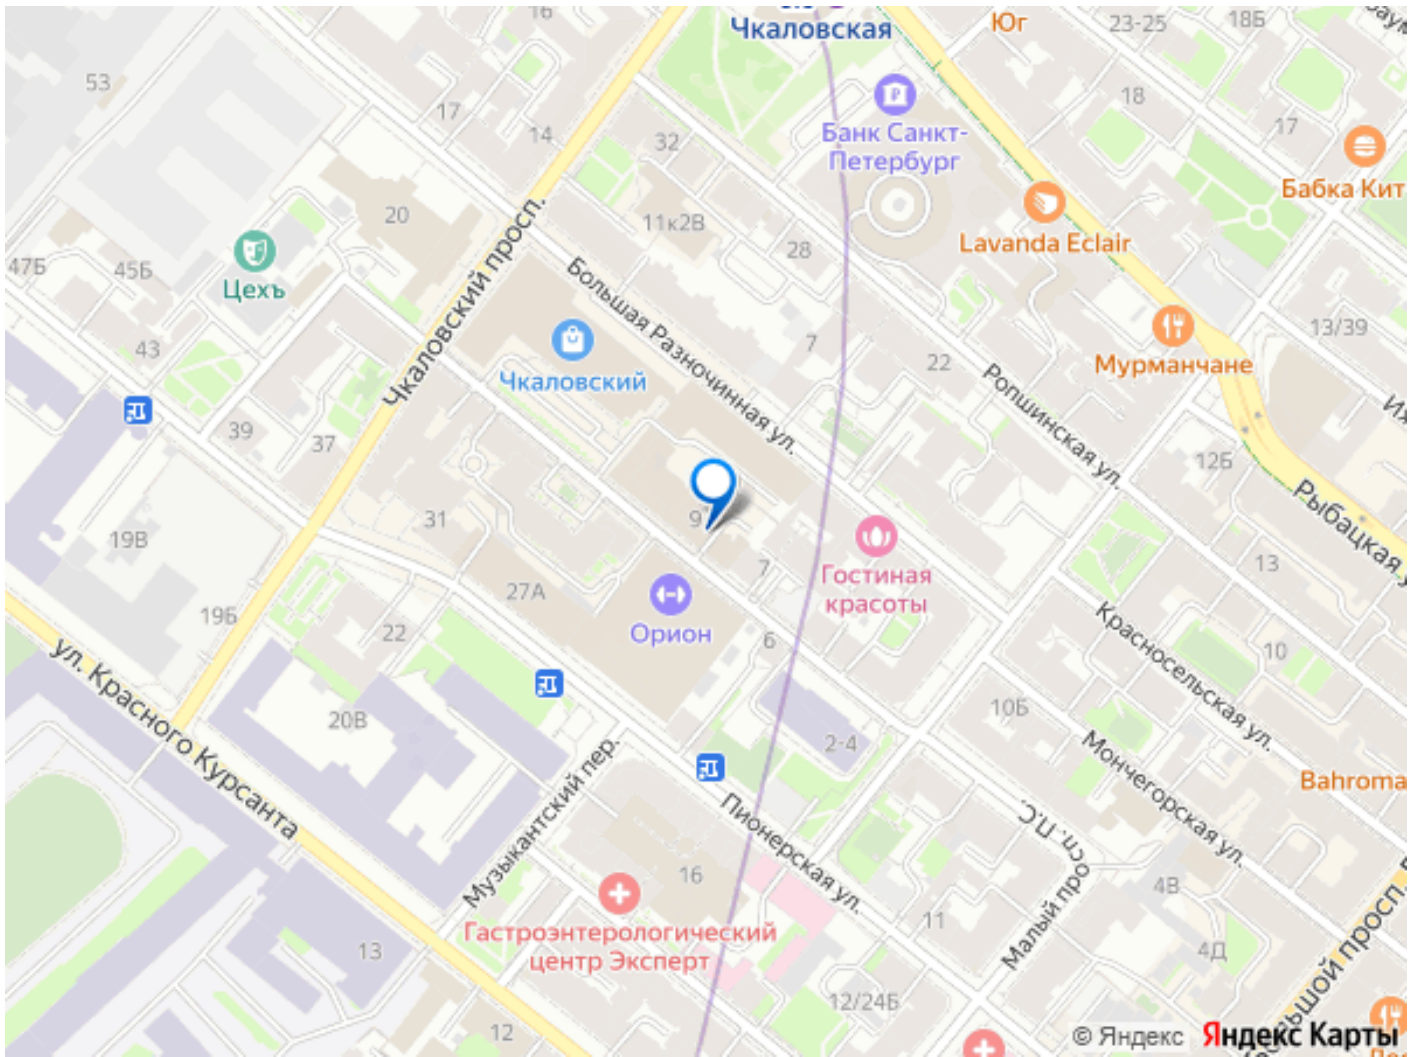 16
Чкаловская
Юг
23-25
18Б
53
17
14
32
Банк Санкт-
Петербург
18
17
Бабка Кит
20
11к2В
28
Lavanda Eclair
47Б
45Б
Цехъ
Чкаловский просп.
Большая Разночинная ул.
43
Чкаловский
7
22
Мурманчане
13/39
Ропшинская ул.
39
37
12Б
Рыбацкая
31
9
19В
27А
7
Гостиная
красоты
13
19Б
22
Орион
6
Красносельская ул.
10
ул. Красного Курсанта
20В
2-4
10Б
Мончегорская ул.
Bahroma
Музыкантский пер.
Пионерская ул.
Малый просп. П.С.
16
4В
11
4Д
Гастроэнтерологический
центр Эксперт
13
12/24Б
12
© Яндекс Яндекс Карты